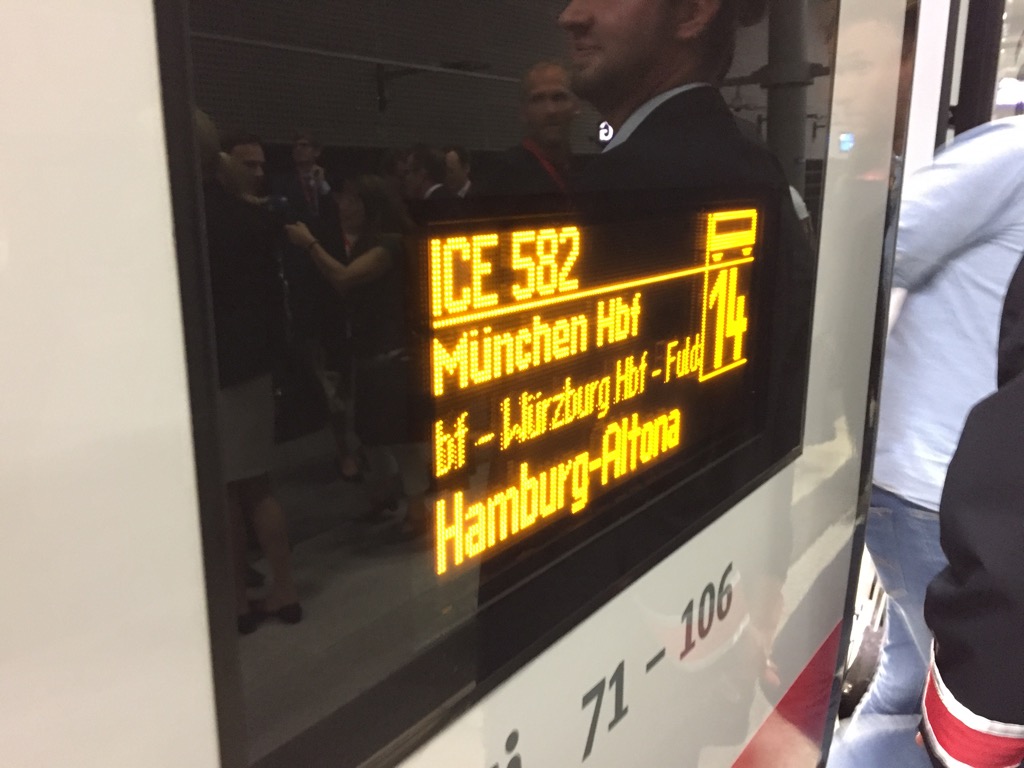 ICE 582
München Hbf
14
bf - Würzburg Hbf - Fuld
Hamburg-Altona
71 - 106